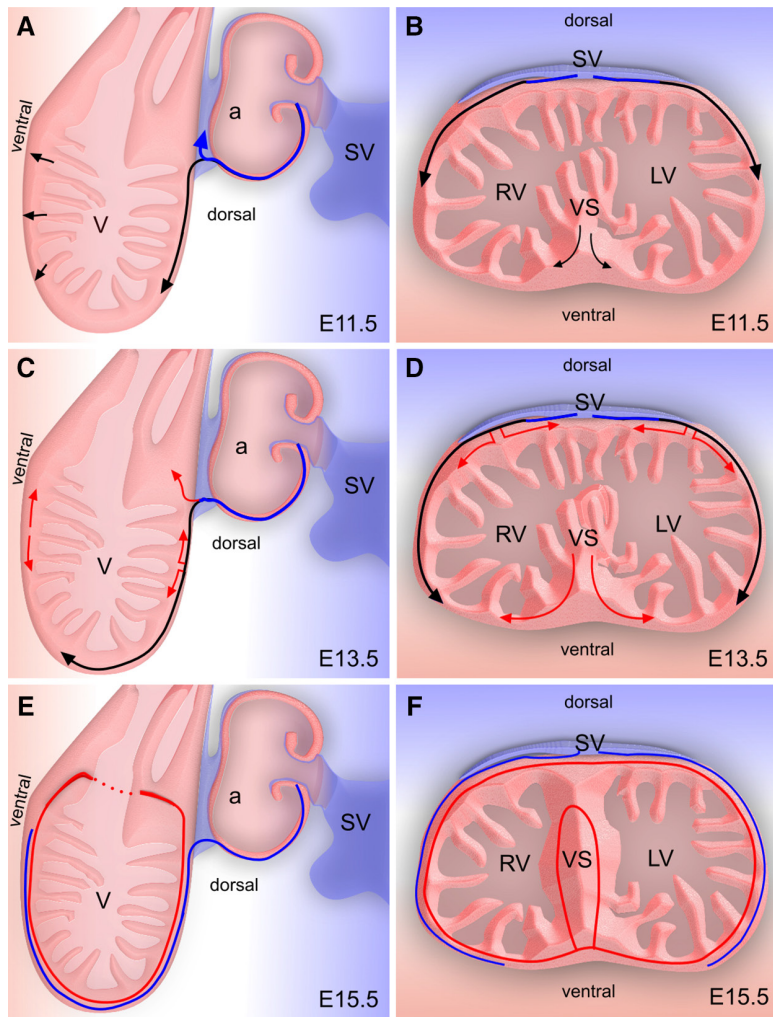 A
ventral
V
a
SV
dorsal
E11.5
B
dorsal
SV
RV
LV
VS
ventral
E11.5
C
ventral
V
a
SV
dorsal
E13.5
D
dorsal
SV
RV
VS
LV
ventral
E13.5
E
ventral
V
a
SV
dorsal
E15.5
F
dorsal
SV
RV
VS
LV
ventral
E15.5